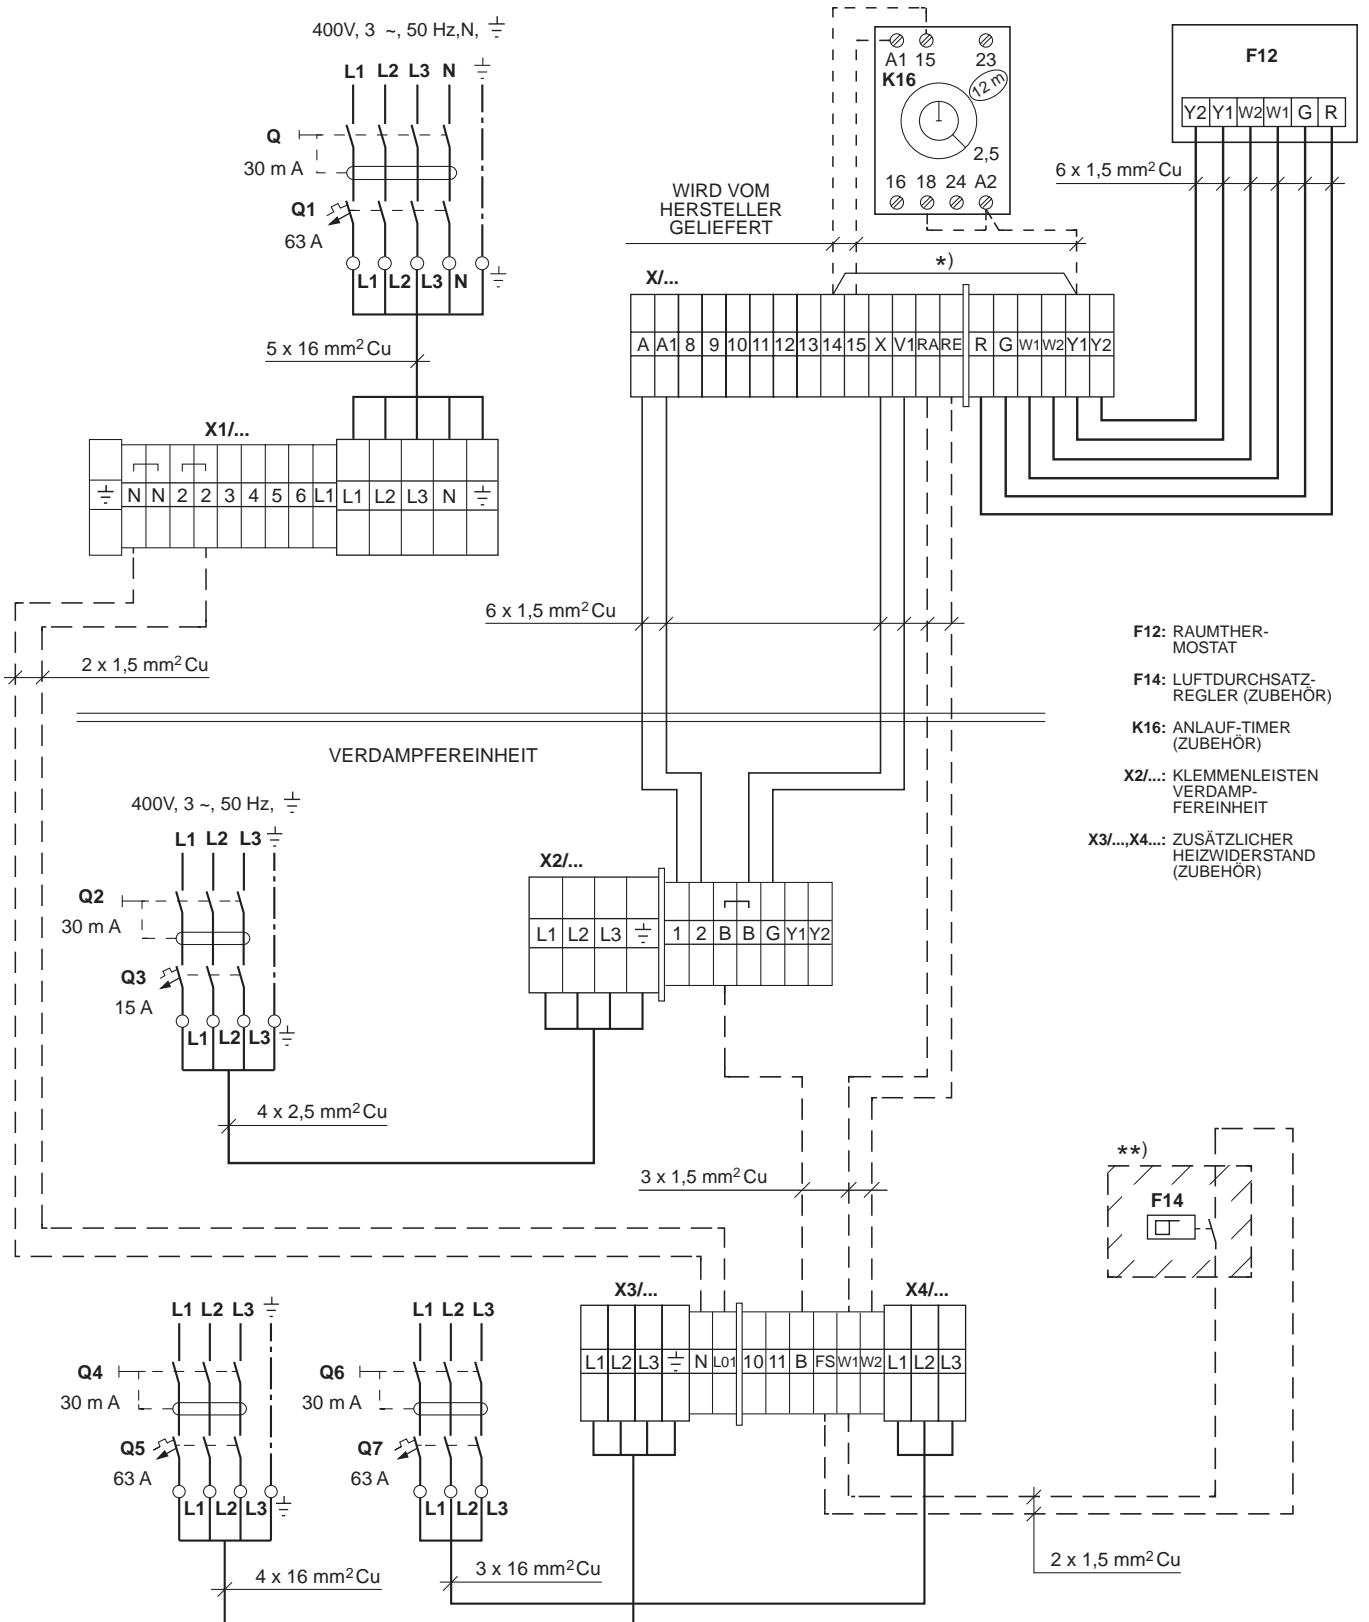 400V, 3 ~, 50 Hz,N, ⏚
L1 L2 L3 N ⏚
Q
30 m A
Q1
63 A
L1 L2 L3 N ⏚
5 x 16 mm² Cu
X1/...
⏚ N N 2 2 3 4 5 6 L1 L1 L2 L3 N ⏚
2 x 1,5 mm² Cu
A1 15 23
K16
12 m
2,5
16 18 24 A2
F12
Y2 Y1 W2 W1 G R
6 x 1,5 mm² Cu
WIRD VOM
HERSTELLER
GELIEFERT
*)
X/...
A A1 8 9 10 11 12 13 14 15 X V1 RA RE R G W1 W2 Y1 Y2
6 x 1,5 mm² Cu
F12: RAUMTHER-
MOSTAT
F14: LUFTDURCHSATZ-
REGLER (ZUBEHÖR)
K16: ANLAUF-TIMER
(ZUBEHÖR)
X2/...: KLEMMENLEISTEN
VERDAMP-
FEREINHEIT
X3/...,X4...: ZUSÄTZLICHER
HEIZWIDERSTAND
(ZUBEHÖR)
VERDAMPFEREINHEIT
400V, 3 ~, 50 Hz, ⏚
L1 L2 L3 ⏚
Q2
30 m A
Q3
15 A
L1 L2 L3 ⏚
4 x 2,5 mm² Cu
X2/...
L1 L2 L3 ⏚ 1 2 B B G Y1 Y2
3 x 1,5 mm² Cu
**)
F14
X3/... X4/...
L1 L2 L3 ⏚ N L01 10 11 B FS W1 W2 L1 L2 L3
L1 L2 L3 ⏚
Q4
30 m A
Q5
63 A
L1 L2 L3 ⏚
4 x 16 mm² Cu
L1 L2 L3
Q6
30 m A
Q7
63 A
L1 L2 L3
3 x 16 mm² Cu
2 x 1,5 mm² Cu